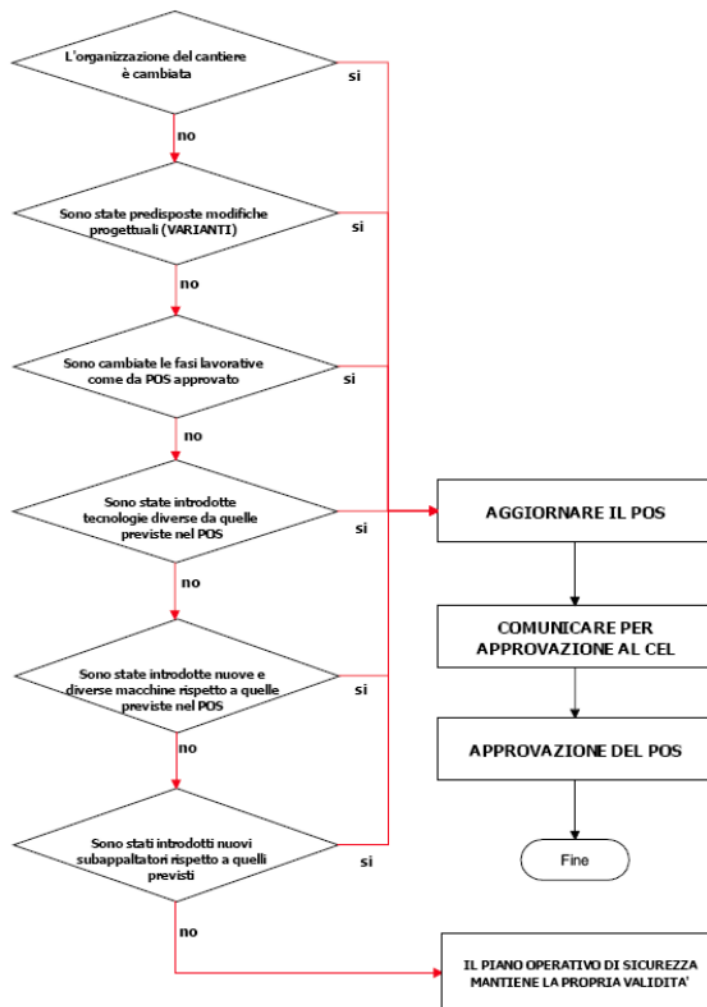 L'organizzazione del cantiere
è cambiata
si
no
Sono state predisposte modifiche
progettuali (VARIANTI)
si
no
Sono cambiate le fasi lavorative
come da POS approvato
si
no
Sono state introdotte
tecnologie diverse da quelle
previste nel POS
si
no
AGGIORNARE IL POS
COMUNICARE PER
APPROVAZIONE AL CEL
Sono state introdotte nuove e
diverse macchine rispetto a quelle
previste nel POS
si
no
APPROVAZIONE DEL POS
Sono stati introdotti nuovi
subappaltatori rispetto a quelli
previsti
si
no
Fine
IL PIANO OPERATIVO DI SICUREZZA
MANTIENE LA PROPRIA VALIDITA'